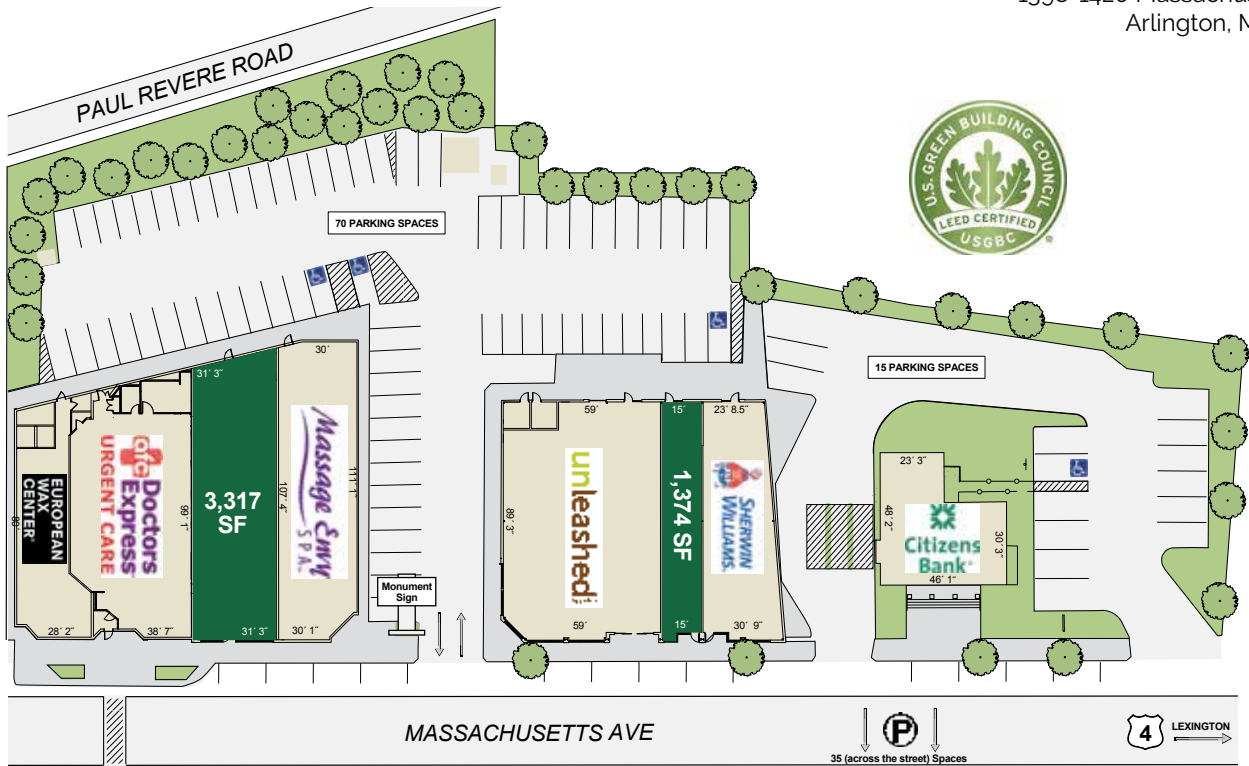 1398-1420 Massachus
Arlington, M
PAUL REVERE ROAD
U.S. GREEN BUILDING COUNCIL
LEED CERTIFIED
USGBC
®
70 PARKING SPACES
15 PARKING SPACES
30'
31' 3"
EUROPEAN
WAX
CENTER
28' 2"
afc
Doctors
Express
URGENT CARE
38' 7"
99' 1"
3,317
SF
31' 3"
107' 4"
Massage Envy
SPA
111' 1"
30' 1"
Monument
Sign
59'
15'
23' 8.5"
89' 3"
unleashed
1,374 SF
SHERWIN
WILLIAMS.
59'
15'
30' 9"
23' 3"
48' 2"
Citizens
Bank
30' 3"
46' 1"
MASSACHUSETTS AVE
P
35 (across the street) Spaces
4
LEXINGTON